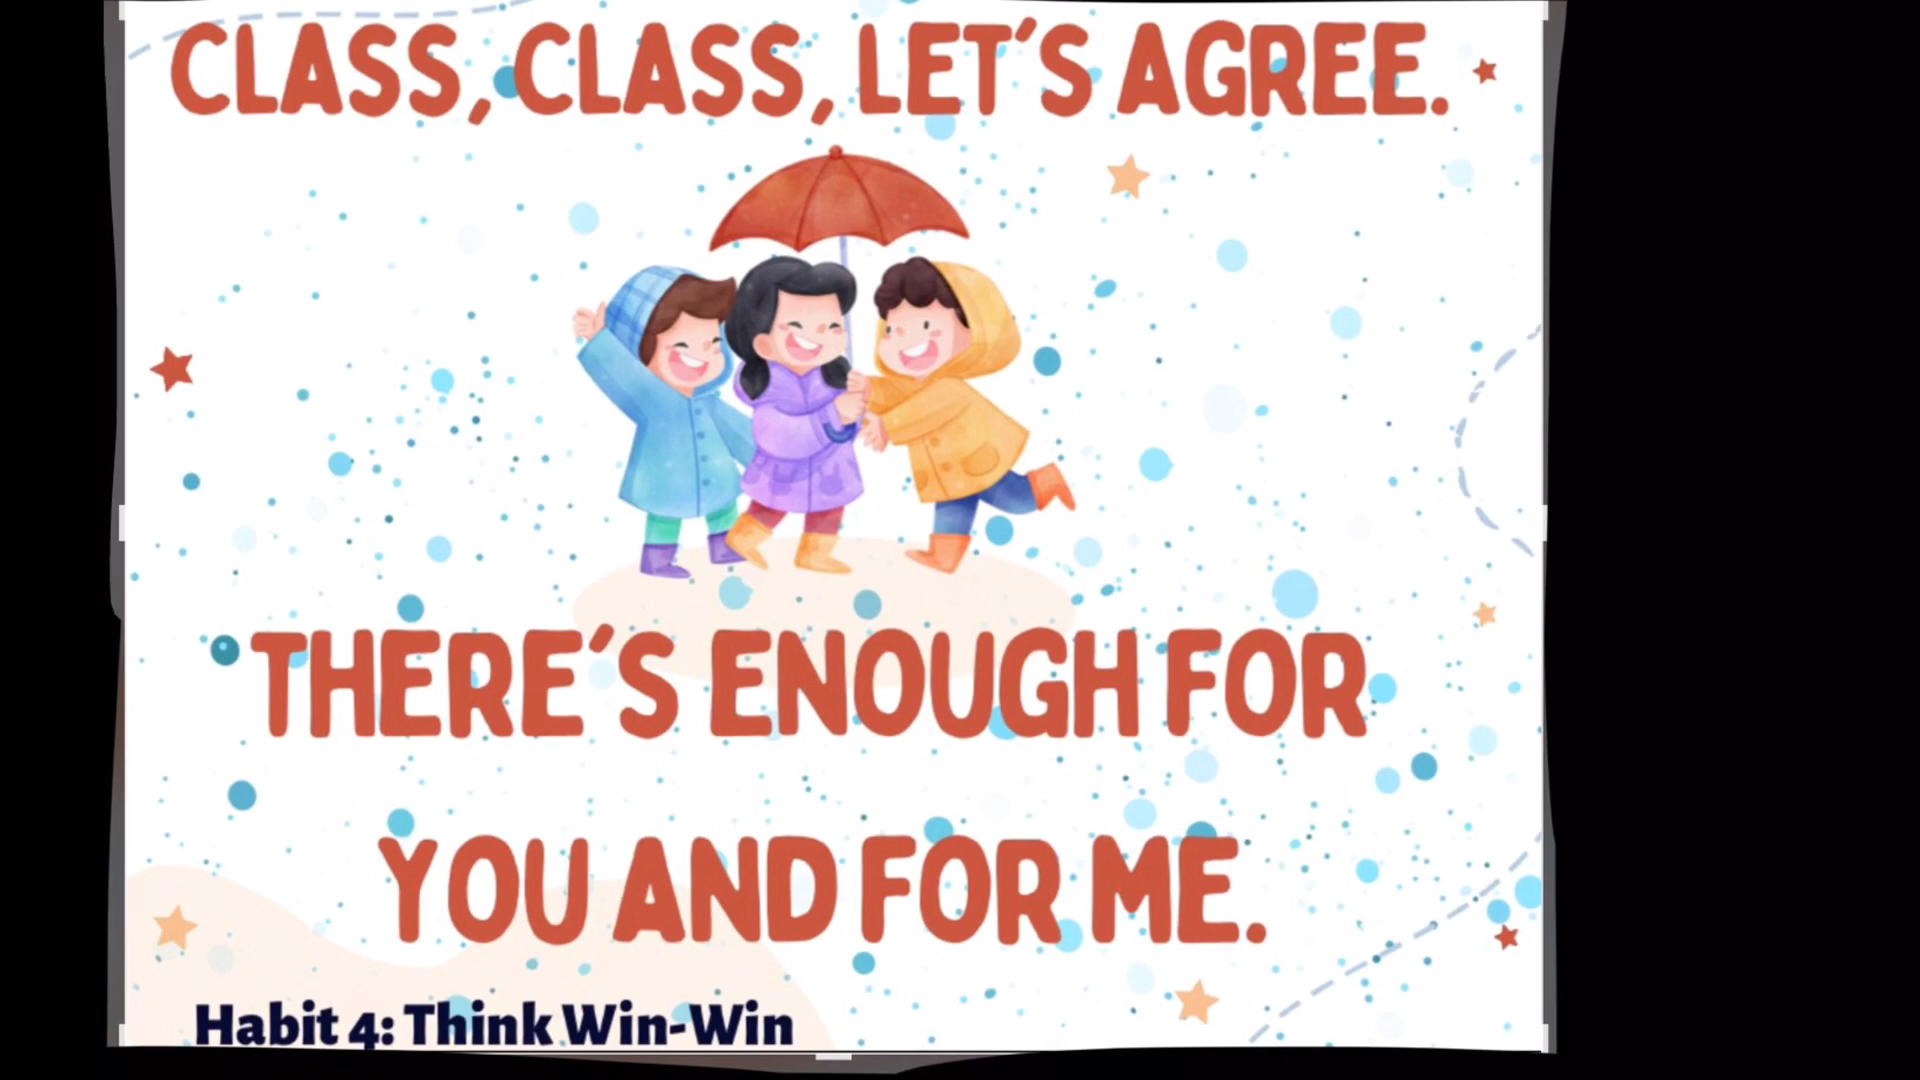 CLASS, CLASS, LET'S AGREE.
THERE'S ENOUGH FOR
YOU AND FOR ME.
Habit 4: Think Win-Win